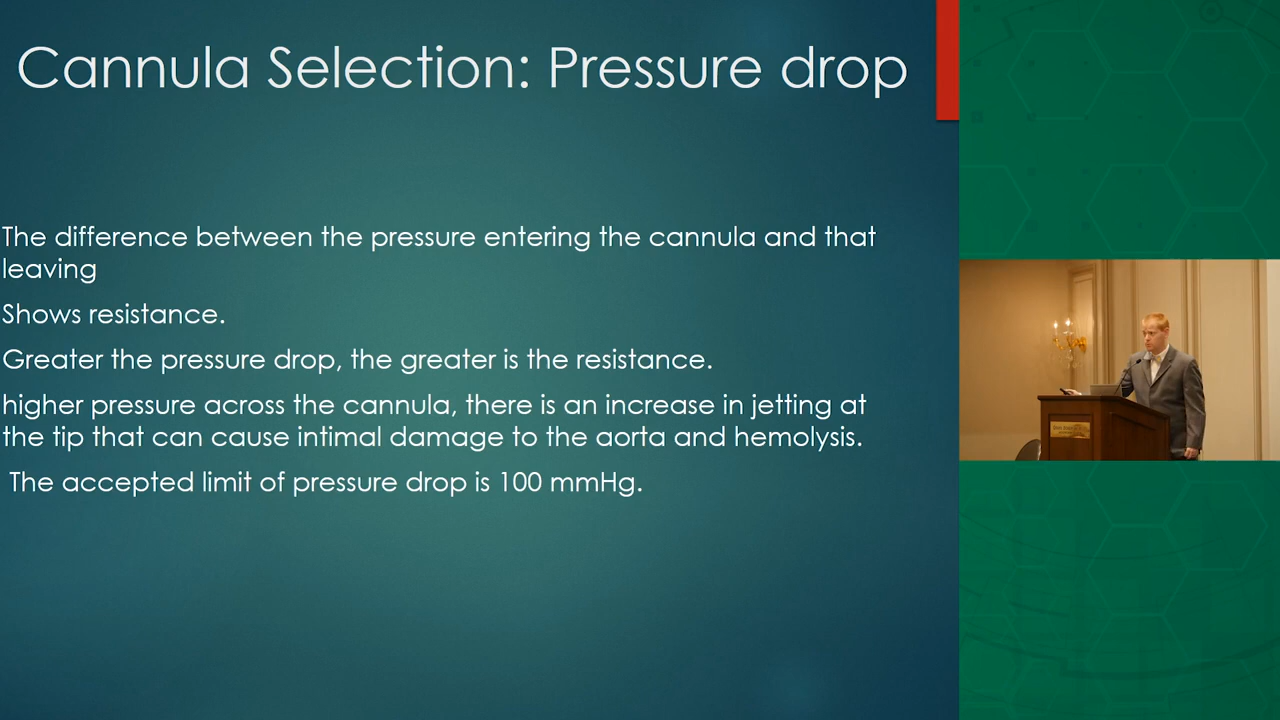 Cannula Selection: Pressure drop
The difference between the pressure entering the cannula and that
leaving
Shows resistance.
Greater the pressure drop, the greater is the resistance.
higher pressure across the cannula, there is an increase in jetting at
the tip that can cause intimal damage to the aorta and hemolysis.
The accepted limit of pressure drop is 100 mmHg.